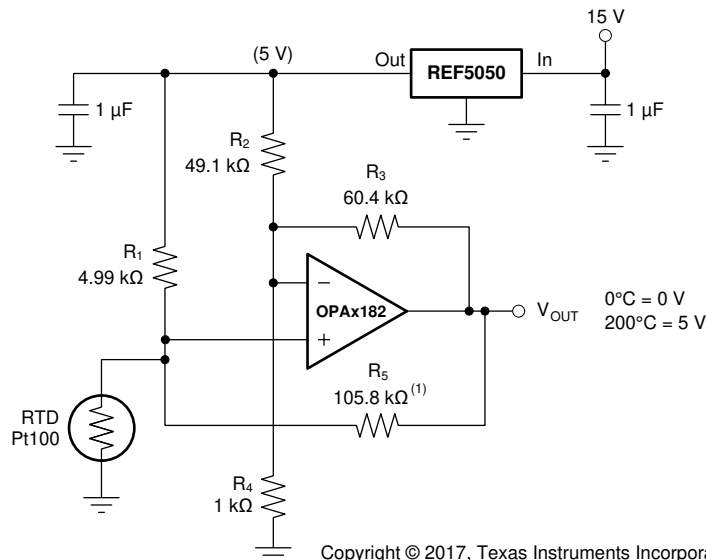 15 V
(5 V)
Out
REF5050
In
1 µF
1 µF
R2
49.1 kΩ
R3
60.4 kΩ
R1
4.99 kΩ
−
OPAx182
+
VOUT
0°C = 0 V
200°C = 5 V
R5
105.8 kΩ(1)
RTD
Pt100
R4
1 kΩ
Copyright © 2017, Texas Instruments Incorpora